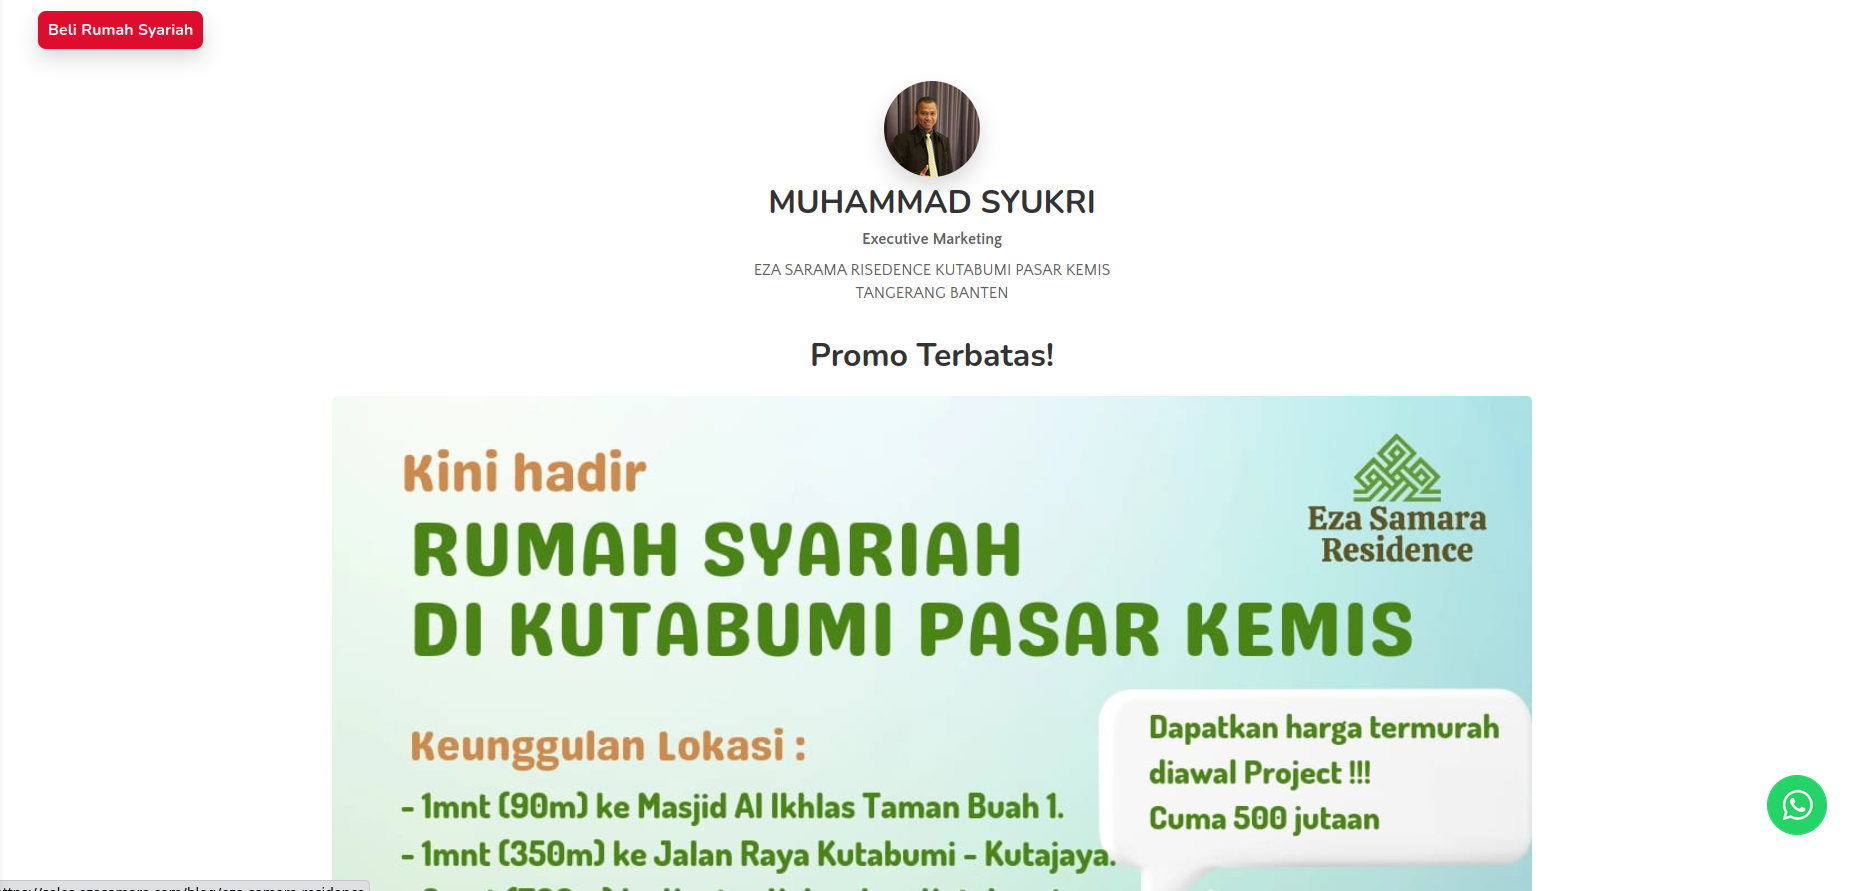 Beli Rumah Syariah
MUHAMMAD SYUKRI
Executive Marketing
EZA SARAMA RISEDENCE KUTABUMI PASAR KEMIS
TANGERANG BANTEN
Promo Terbatas!
Kini hadir
RUMAH SYARIAH
DI KUTABUMI PASAR KEMIS
Eza Samara
Residence
Keunggulan Lokasi :
- 1mnt (90m) ke Masjid Al Ikhlas Taman Buah 1.
- 1mnt (350m) ke Jalan Raya Kutabumi - Kutajaya.
Dapatkan harga termurah
diawal Project !!!
Cuma 500 jutaan